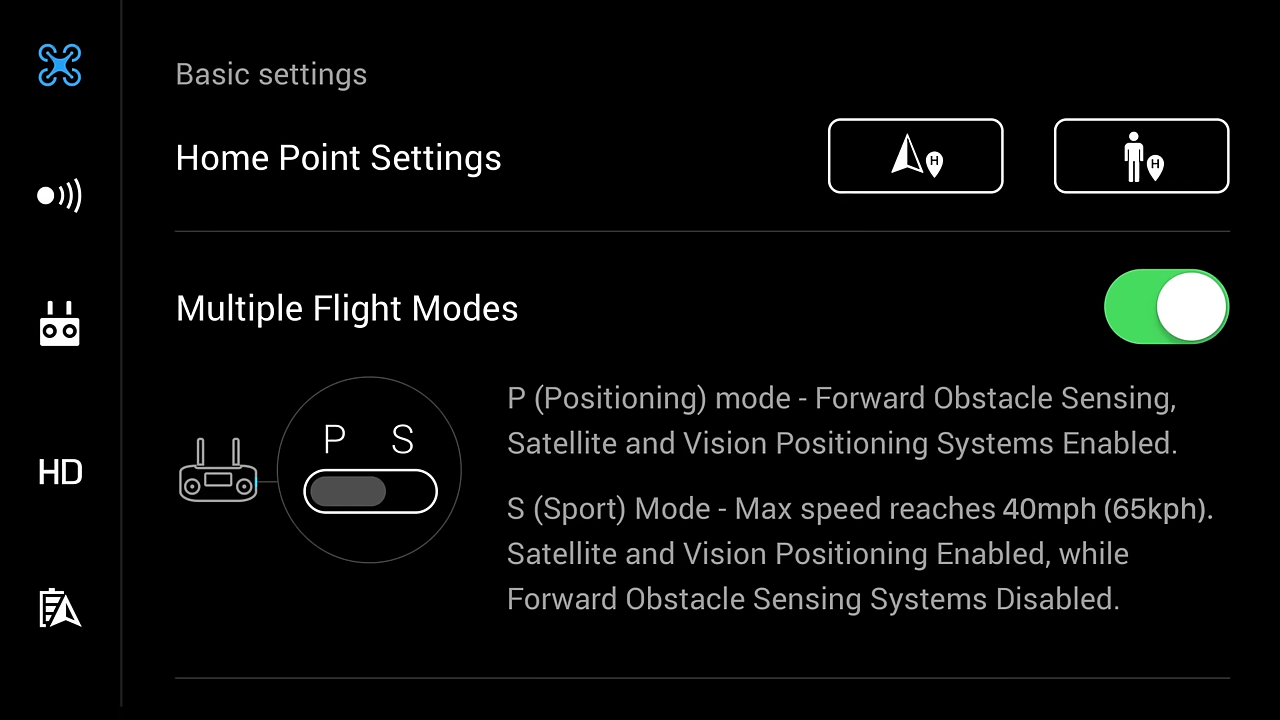 Basic settings
Home Point Settings
H
H
Multiple Flight Modes
P S
P (Positioning) mode - Forward Obstacle Sensing,
Satellite and Vision Positioning Systems Enabled.
S (Sport) Mode - Max speed reaches 40mph (65kph).
Satellite and Vision Positioning Enabled, while
Forward Obstacle Sensing Systems Disabled.
HD